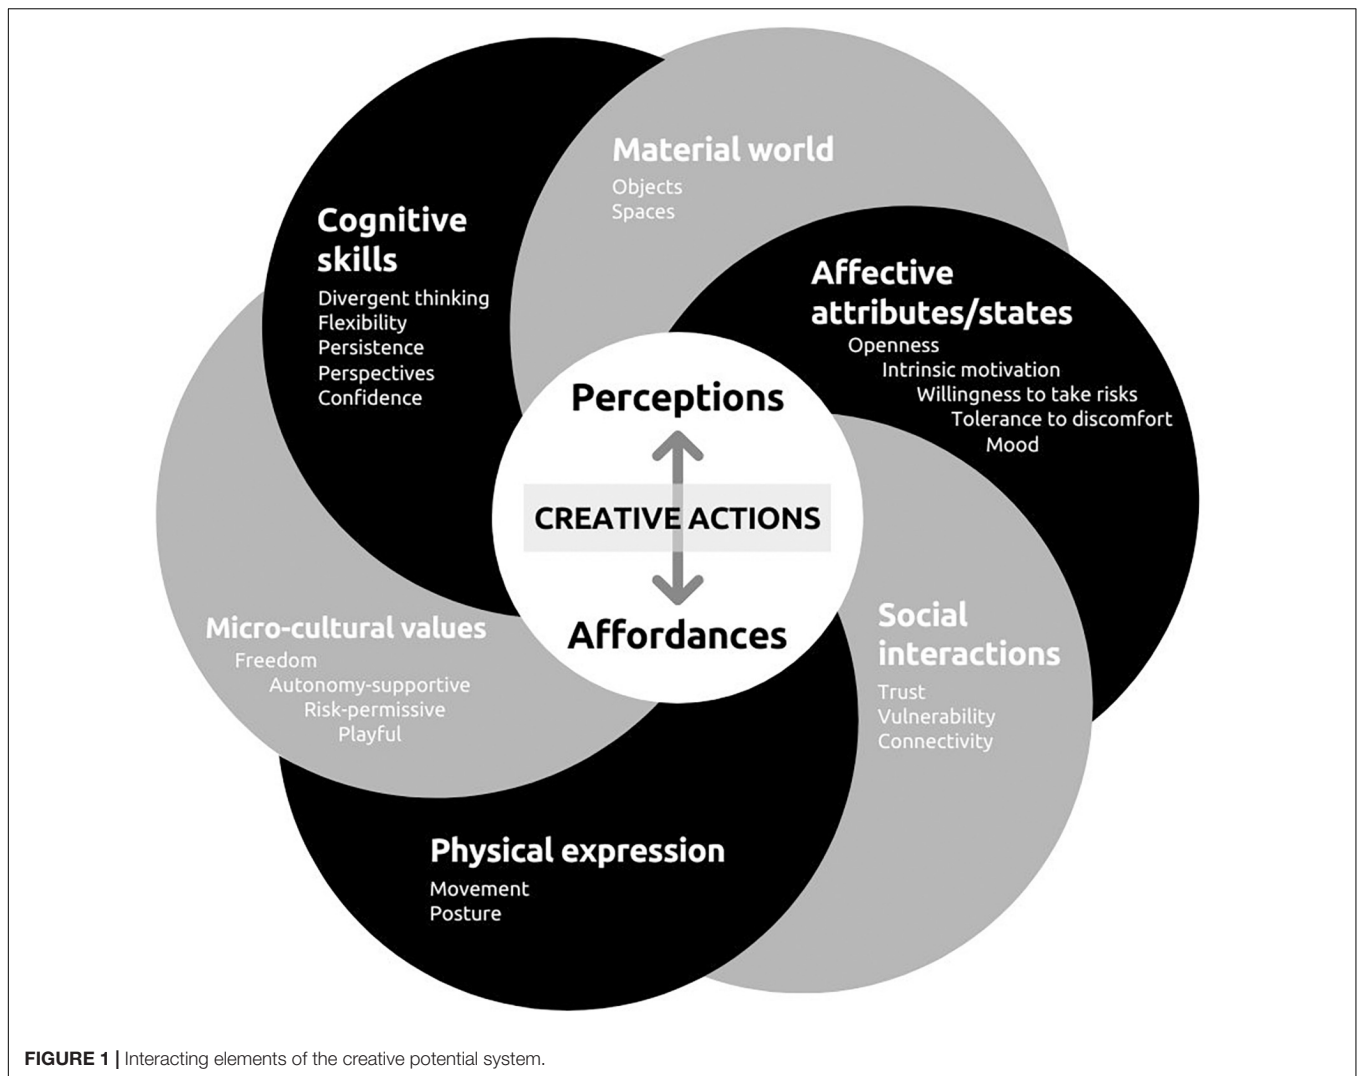 Material world
Objects
Spaces
Cognitive
skills
Divergent thinking
Flexibility
Persistence
Perspectives
Confidence
Affective
attributes/states
Openness
Intrinsic motivation
Willingness to take risks
Tolerance to discomfort
Mood
Perceptions
CREATIVE ACTIONS
Affordances
Social
interactions
Trust
Vulnerability
Connectivity
Micro-cultural values
Freedom
Autonomy-supportive
Risk-permissive
Playful
Physical expression
Movement
Posture
FIGURE 1 | Interacting elements of the creative potential system.